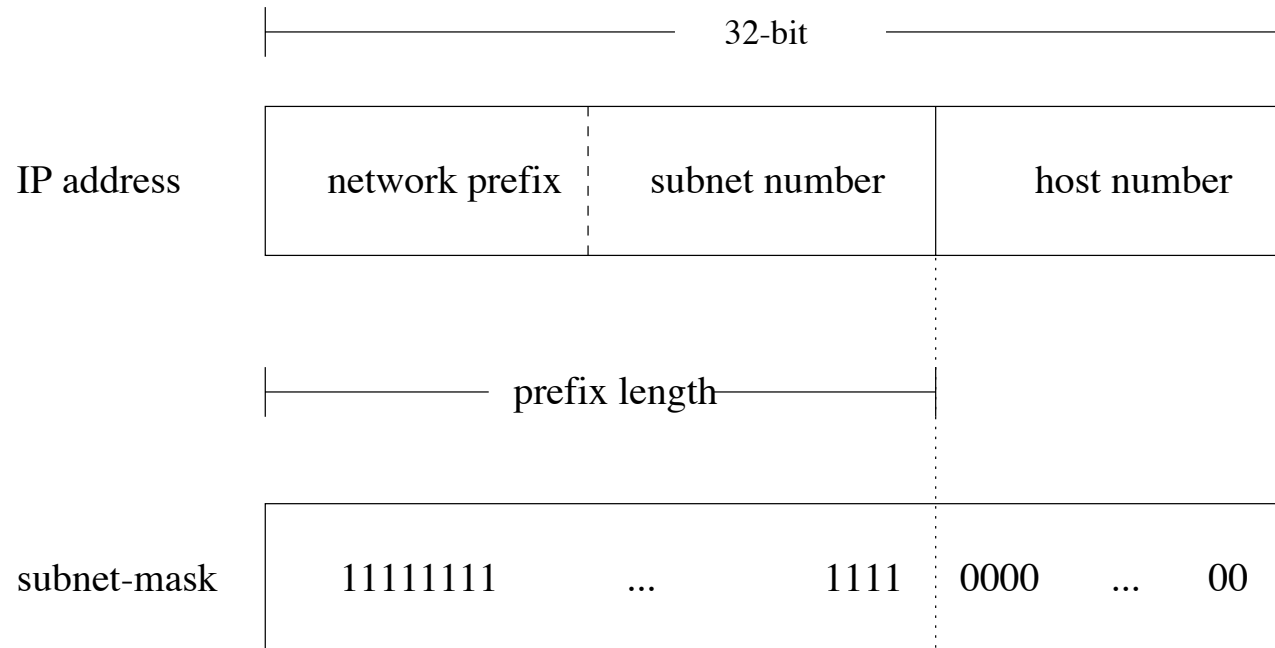 32-bit
IP address network prefix subnet number host number
prefix length
subnet-mask 11111111 ... 1111 0000 ... 00